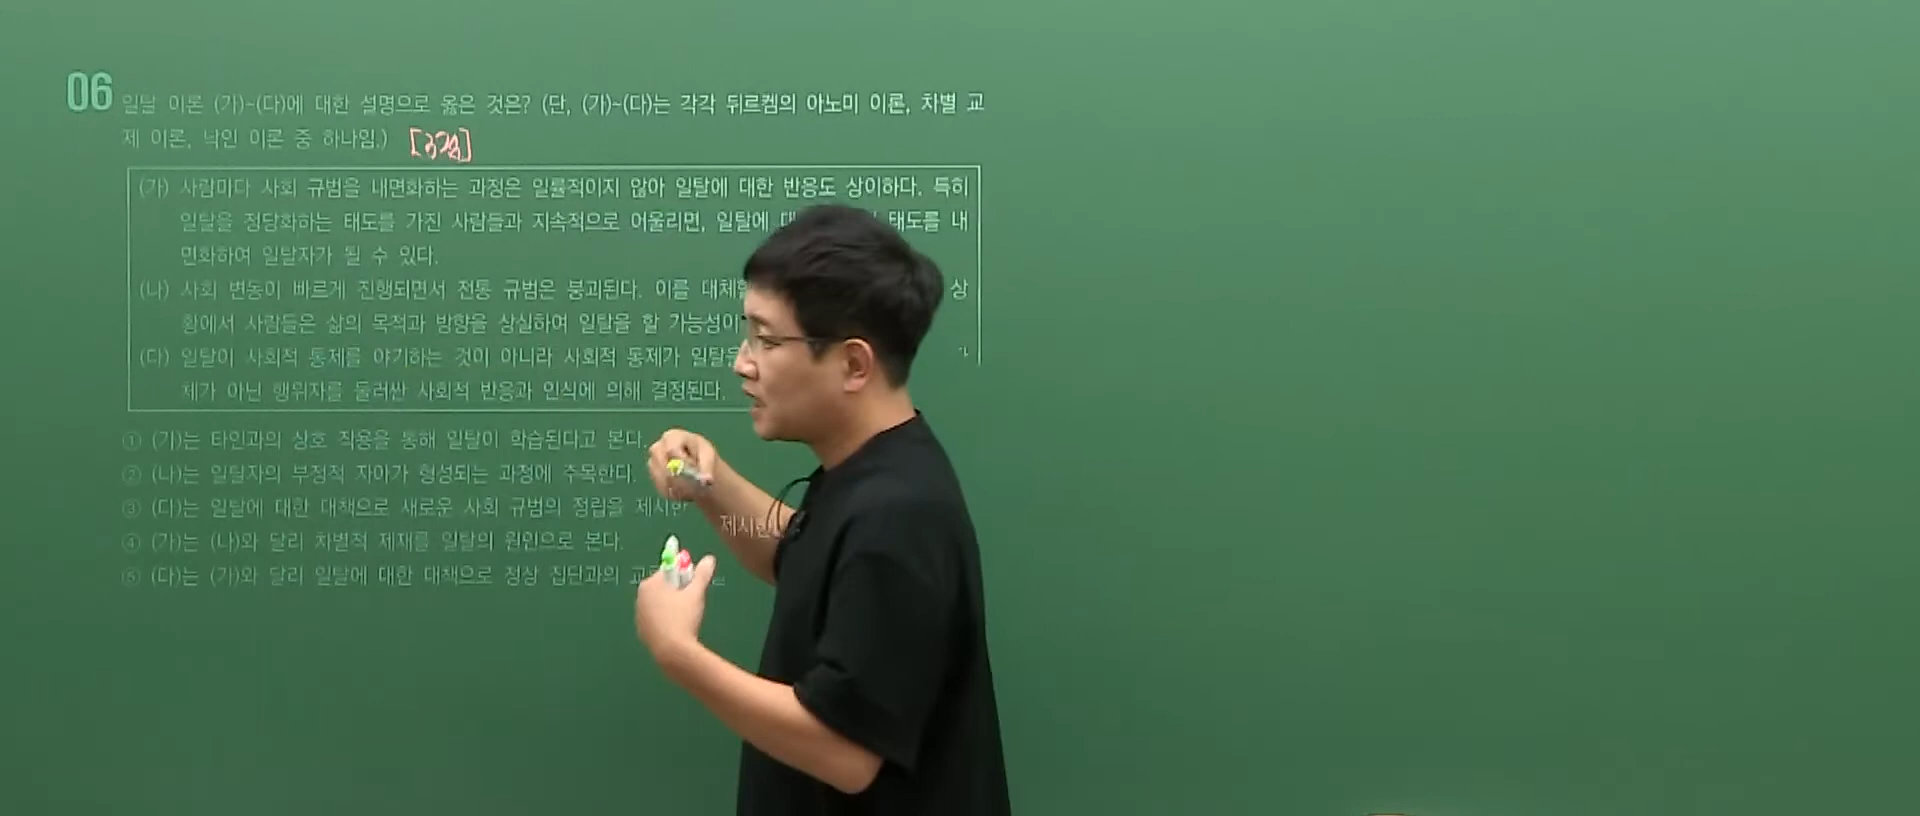 06
일탈 이론 (가)~(다)에 대한 설명으로 옳은 것은? (단, (가)~(다)는 각각 뒤르켐의 아노미 이론, 차별 교
제 이론, 낙인 이론 중 하나임.) [3점]
(가) 사람마다 사회 규범을 내면화하는 과정은 일률적이지 않아 일탈에 대한 반응도 상이하다. 특히
일탈을 정당화하는 태도를 가진 사람들과 지속적으로 어울리면, 일탈에 태도를 내
면화하여 일탈자가 될 수 있다.
(나) 사회 변동이 빠르게 진행되면서 전통 규범은 붕괴된다. 이를 상
황에서 사람들은 삶의 목적과 방향을 상실하여 일탈을 할
(다) 일탈이 사회적 통제를 야기하는 것이 아니라 사회적 통제가
체가 아닌 행위자를 둘러싼 사회적 반응과 인식에 의해 결정된다.
① (가)는 타인과의 상호 작용을 통해 일탈이 학습된다고 본다.
② (나)는 일탈자의 부정적 자아가 형성되는 과정에 주목한다.
③ (다)는 일탈에 대한 대책으로 새로운 사회 규범의 정립을
④ (가)는 (나)와 달리 차별적 제재를 일탈의 원인으로 본다.
⑤ (다)는 (가)와 달리 일탈에 대한 대책으로 정상 집단과의